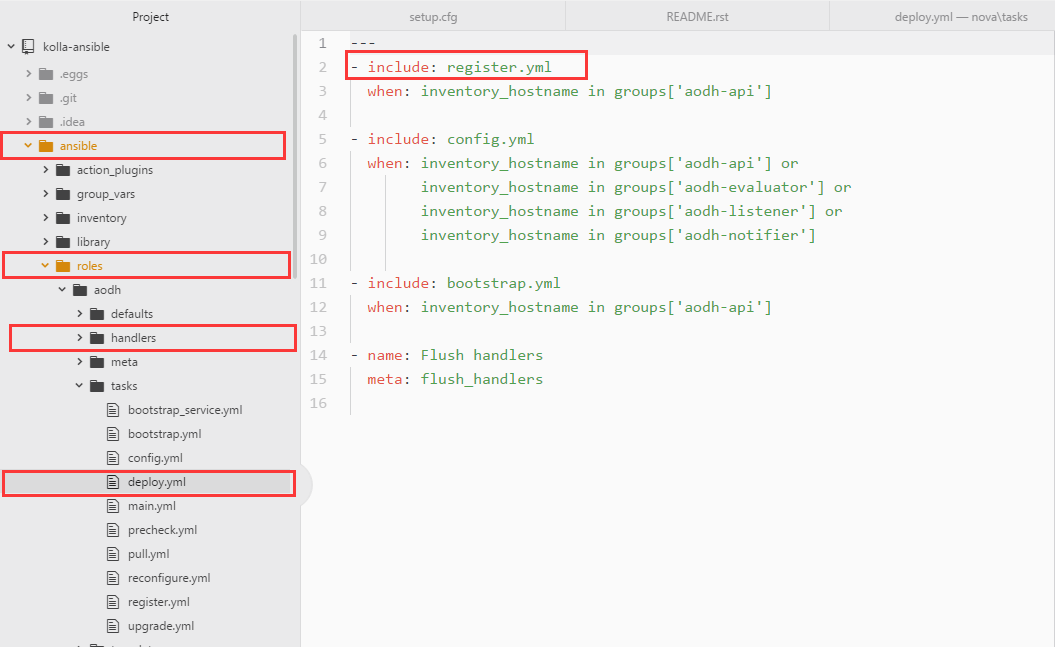 Project
kolla-ansible
.eggs
.git
.idea
ansible
action_plugins
group_vars
inventory
library
roles
aodh
defaults
handlers
meta
tasks
bootstrap_service.yml
bootstrap.yml
config.yml
deploy.yml
main.yml
precheck.yml
pull.yml
reconfigure.yml
register.yml
upgrade.yml
setup.cfg
README.rst
deploy.yml — nova\tasks
1 ---
2 - include: register.yml
3 when: inventory_hostname in groups['aodh-api']
4
5 - include: config.yml
6 when: inventory_hostname in groups['aodh-api'] or
7 inventory_hostname in groups['aodh-evaluator'] or
8 inventory_hostname in groups['aodh-listener'] or
9 inventory_hostname in groups['aodh-notifier']
10
11 - include: bootstrap.yml
12 when: inventory_hostname in groups['aodh-api']
13
14 - name: Flush handlers
15 meta: flush_handlers
16